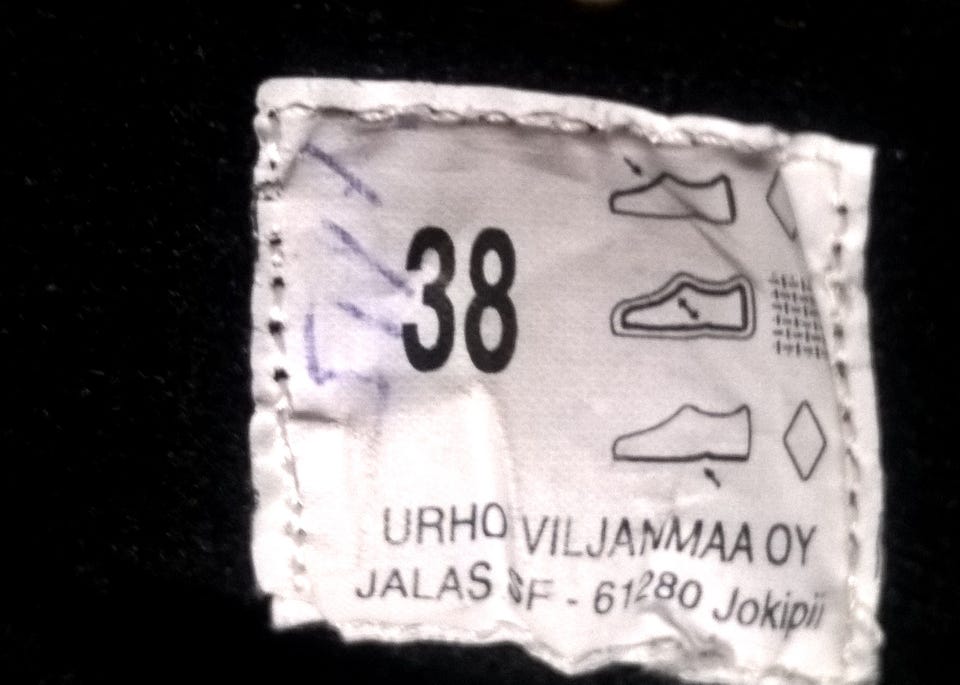 38
URHO VILJANMAA OY
JALAS SF - 61280 Jokipii